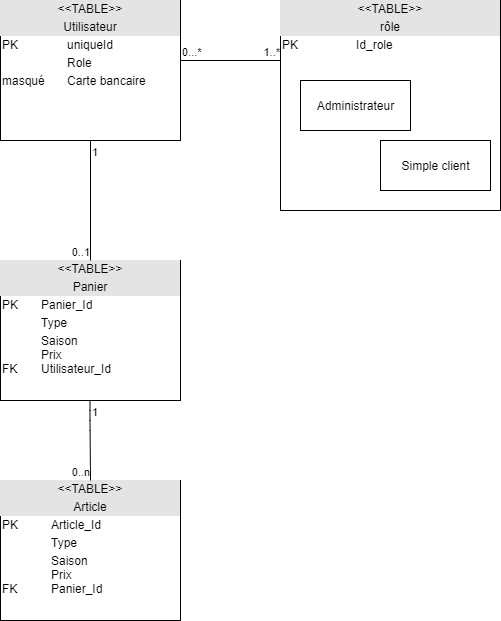 <<TABLE>>
Utilisateur
PK uniqueId
Role
masqué Carte bancaire
0...*
1..*
<<TABLE>>
rôle
PK Id_role
Administrateur
Simple client
1
0..1
<<TABLE>>
Panier
PK Panier_Id
Type
Saison
Prix
FK Utilisateur_Id
1
0..n
<<TABLE>>
Article
PK Article_Id
Type
Saison
Prix
FK Panier_Id